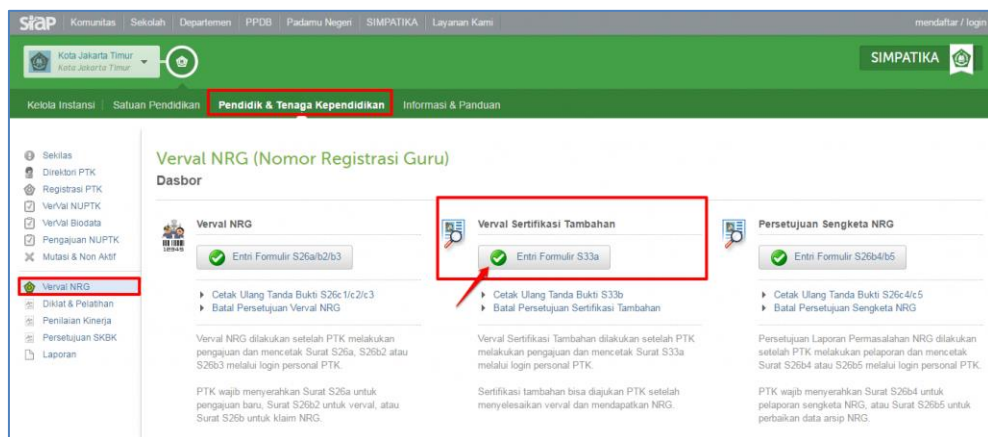 siap Komunitas Sekolah Departemen PPDB Padamu Negeri SIMPATIKA Layanan Kami mendaftar / login
Kota Jakarta Timur
Kota Jakarta Timur
SIMPATIKA
Kelola Instansi Satuan Pendidikan Pendidik & Tenaga Kependidikan Informasi & Panduan
Sekilas
Direktori PTK
Registrasi PTK
VerVal NUPTK
VerVal Biodata
Pengajuan NUPTK
Mutasi & Non Aktif
Verval NRG
Diklat & Pelatihan
Penilaian Kinerja
Persetujuan SKBK
Laporan
Verval NRG (Nomor Registrasi Guru)
Dasbor
Verval NRG
Entri Formulir S26a/b2/b3
Cetak Ulang Tanda Bukti S26c1/c2/c3
Batal Persetujuan Verval NRG
Verval NRG dilakukan setelah PTK melakukan
pengajuan dan mencetak Surat S26a, S26b2 atau
S26b3 melalui login personal PTK.
PTK wajib menyerahkan Surat S26a untuk
pengajuan baru, Surat S26b2 untuk verval, atau
Surat S26b untuk klaim NRG.
Verval Sertifikasi Tambahan
Entri Formulir S33a
Cetak Ulang Tanda Bukti S33b
Batal Persetujuan Sertifikasi Tambahan
Verval Sertifikasi Tambahan dilakukan setelah PTK
melakukan pengajuan dan mencetak Surat S33a
melalui login personal PTK.
Sertifikasi tambahan bisa diajukan PTK setelah
menyelesaikan verval dan mendapatkan NRG.
Persetujuan Sengketa NRG
Entri Formulir S26b4/b5
Cetak Ulang Tanda Bukti S26c4/c5
Batal Persetujuan Sengketa NRG
Persetujuan Laporan Permasalahan NRG dilakukan
setelah PTK melakukan pelaporan dan mencetak
Surat S26b4 atau S26b5 melalui login personal PTK.
PTK wajib menyerahkan Surat S26b4 untuk
pelaporan sengketa NRG, atau Surat S26b5 untuk
perbaikan data arsip NRG.